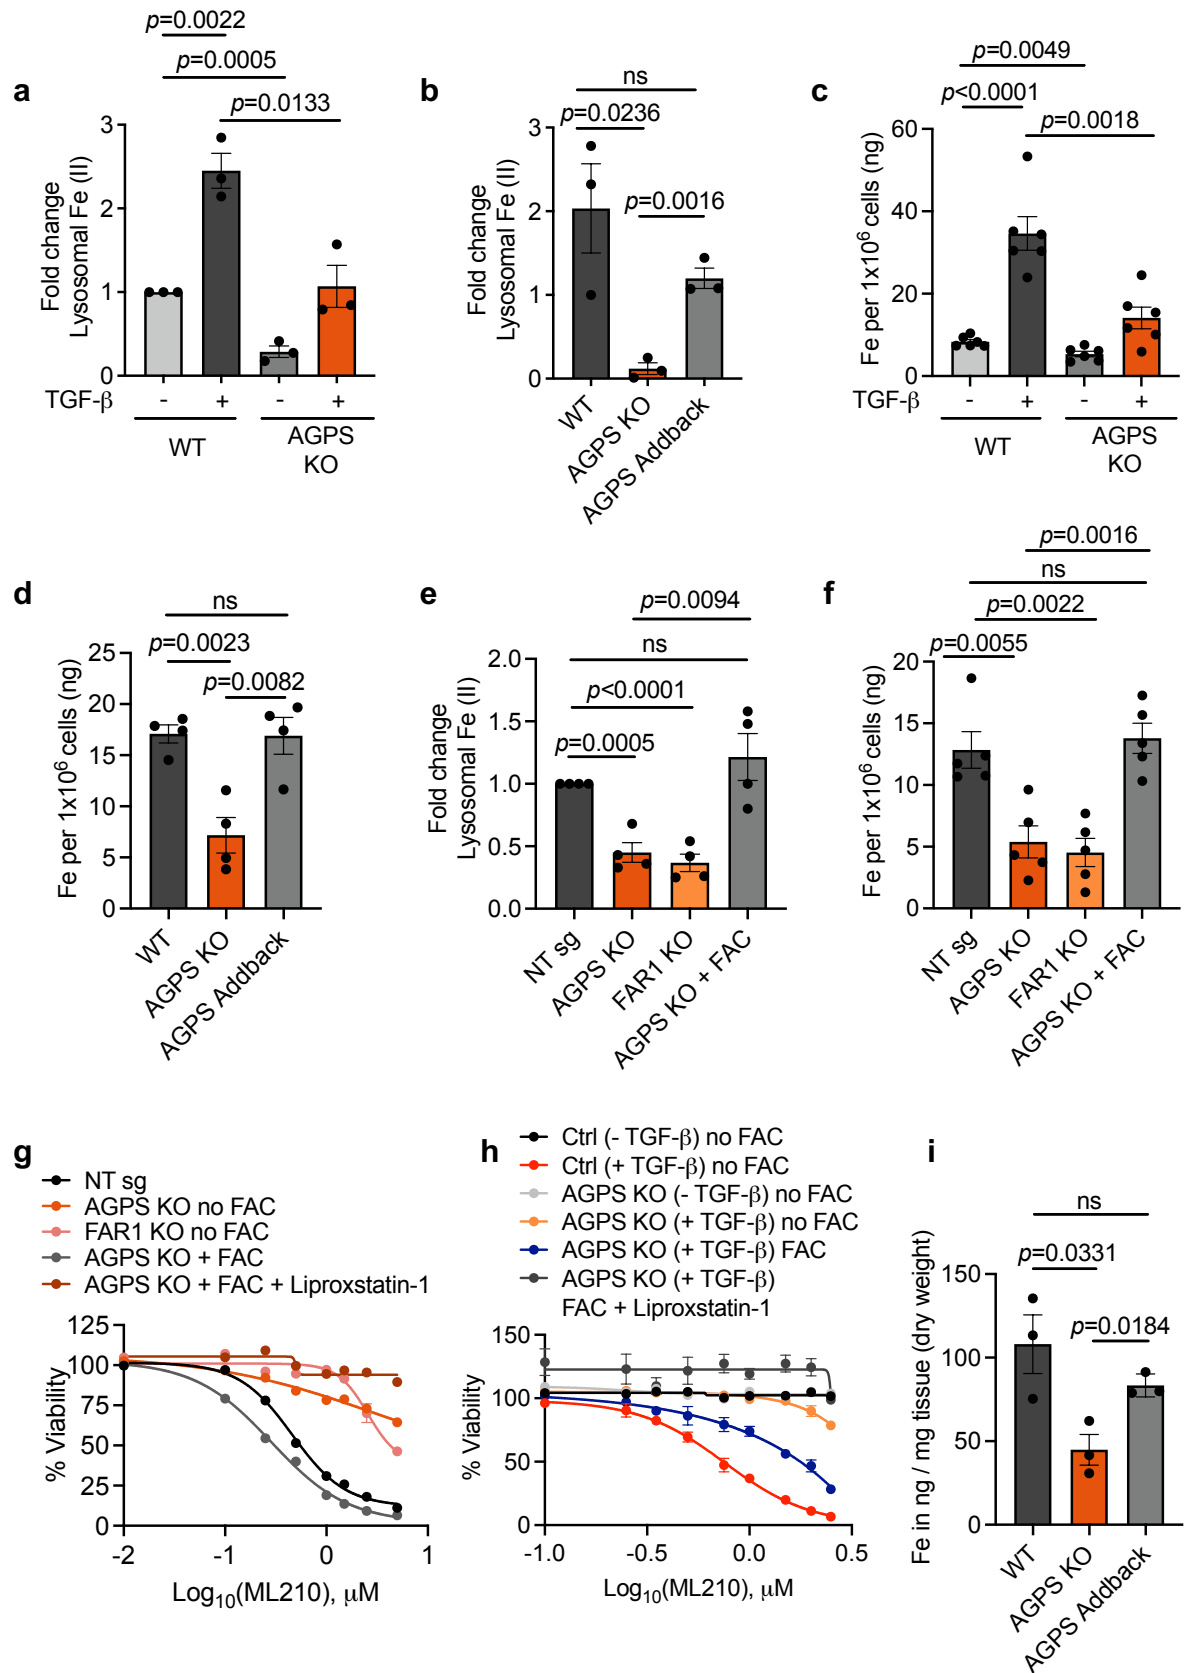 a
p=0.0022
p=0.0005
p=0.0133
Fold change
Lysosomal Fe (II)
3
2
1
0
TGF-β
- + - +
WT
AGPS
KO
b
ns
p=0.0236
p=0.0016
Fold change
Lysosomal Fe (II)
3
2
1
0
WT
AGPS KO
AGPS Addback
c
p=0.0049
p<0.0001
p=0.0018
Fe per 1x10⁶ cells (ng)
60
40
20
0
TGF-β
- + - +
WT
AGPS
KO
d
ns
p=0.0023
p=0.0082
Fe per 1x10⁶ cells (ng)
25
20
15
10
5
0
WT
AGPS KO
AGPS Addback
e
p=0.0094
ns
p<0.0001
p=0.0005
Fold change
Lysosomal Fe (II)
2.0
1.5
1.0
0.5
0.0
NT sg
AGPS KO
FAR1 KO
AGPS KO + FAC
f
p=0.0016
ns
p=0.0022
p=0.0055
Fe per 1x10⁶ cells (ng)
20
15
10
5
0
NT sg
AGPS KO
FAR1 KO
AGPS KO + FAC
g
NT sg
AGPS KO no FAC
FAR1 KO no FAC
AGPS KO + FAC
AGPS KO + FAC + Liproxstatin-1
% Viability
125
100
75
50
25
0
-2 -1 0 1
Log₁₀(ML210), μM
h
Ctrl (- TGF-β) no FAC
Ctrl (+ TGF-β) no FAC
AGPS KO (- TGF-β) no FAC
AGPS KO (+ TGF-β) no FAC
AGPS KO (+ TGF-β) FAC
AGPS KO (+ TGF-β)
FAC + Liproxstatin-1
% Viability
150
100
50
0
-1.0 -0.5 0.0 0.5
Log₁₀(ML210), μM
i
ns
p=0.0331
p=0.0184
Fe in ng / mg tissue (dry weight)
150
100
50
0
WT
AGPS KO
AGPS Addback